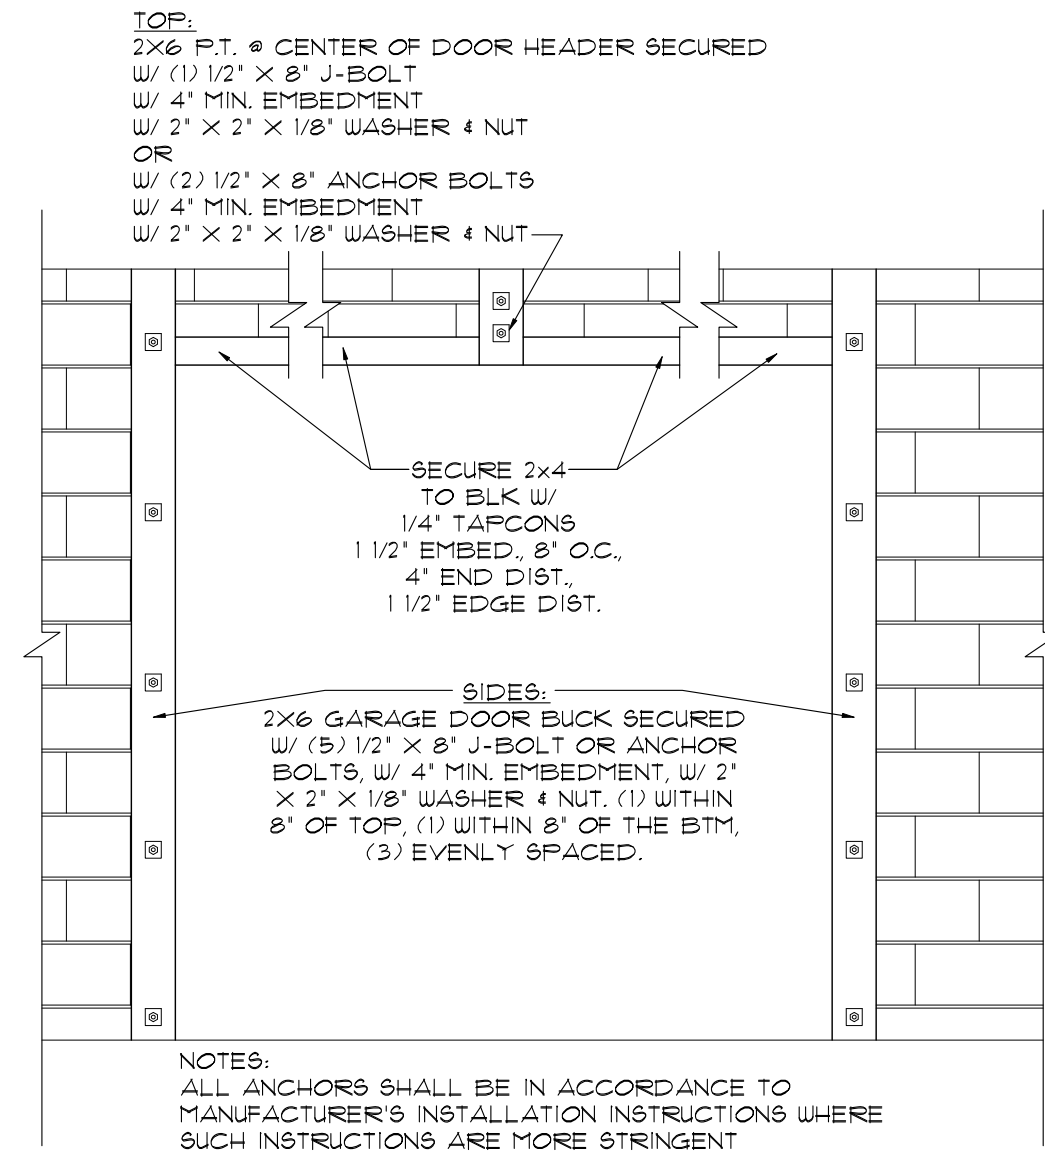 TOP:
2X6 P.T. @ CENTER OF DOOR HEADER SECURED
W/ (1) 1/2" X 8" J-BOLT
W/ 4" MIN. EMBEDMENT
W/ 2" X 2" X 1/8" WASHER & NUT
OR
W/ (2) 1/2" X 8" ANCHOR BOLTS
W/ 4" MIN. EMBEDMENT
W/ 2" X 2" X 1/8" WASHER & NUT
SECURE 2x4
TO BLK W/
1/4" TAPCONS
1 1/2" EMBED., 8" O.C.,
4" END DIST.,
1 1/2" EDGE DIST.
SIDES:
2X6 GARAGE DOOR BUCK SECURED
W/ (5) 1/2" X 8" J-BOLT OR ANCHOR
BOLTS, W/ 4" MIN. EMBEDMENT, W/ 2"
X 2" X 1/8" WASHER & NUT. (1) WITHIN
8" OF TOP, (1) WITHIN 8" OF THE BTM,
(3) EVENLY SPACED.
NOTES:
ALL ANCHORS SHALL BE IN ACCORDANCE TO
MANUFACTURER'S INSTALLATION INSTRUCTIONS WHERE
SUCH INSTRUCTIONS ARE MORE STRINGENT